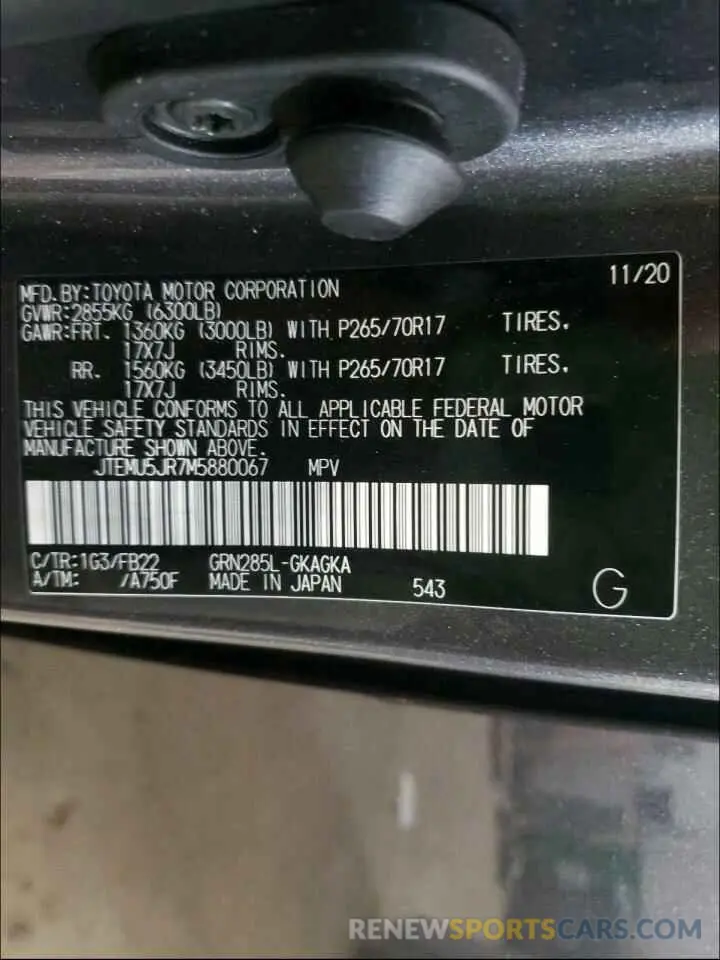 MFD.BY:TOYOTA MOTOR CORPORATION 11/20
GVWR:2855KG (6300LB)
GAWR:FRT. 1360KG (3000LB) WITH P265/70R17 TIRES.
17X7J RIMS.
RR. 1560KG (3450LB) WITH P265/70R17 TIRES.
17X7J RIMS.
THIS VEHICLE CONFORMS TO ALL APPLICABLE FEDERAL MOTOR
VEHICLE SAFETY STANDARDS IN EFFECT ON THE DATE OF
MANUFACTURE SHOWN ABOVE.
JTEMU5JR7M5880067 MPV
C/TR:1G3/FB22 GRN285L-GKAGKA
A/TM: /A750F MADE IN JAPAN 543 G
RENEWSPORTSCARS.COM